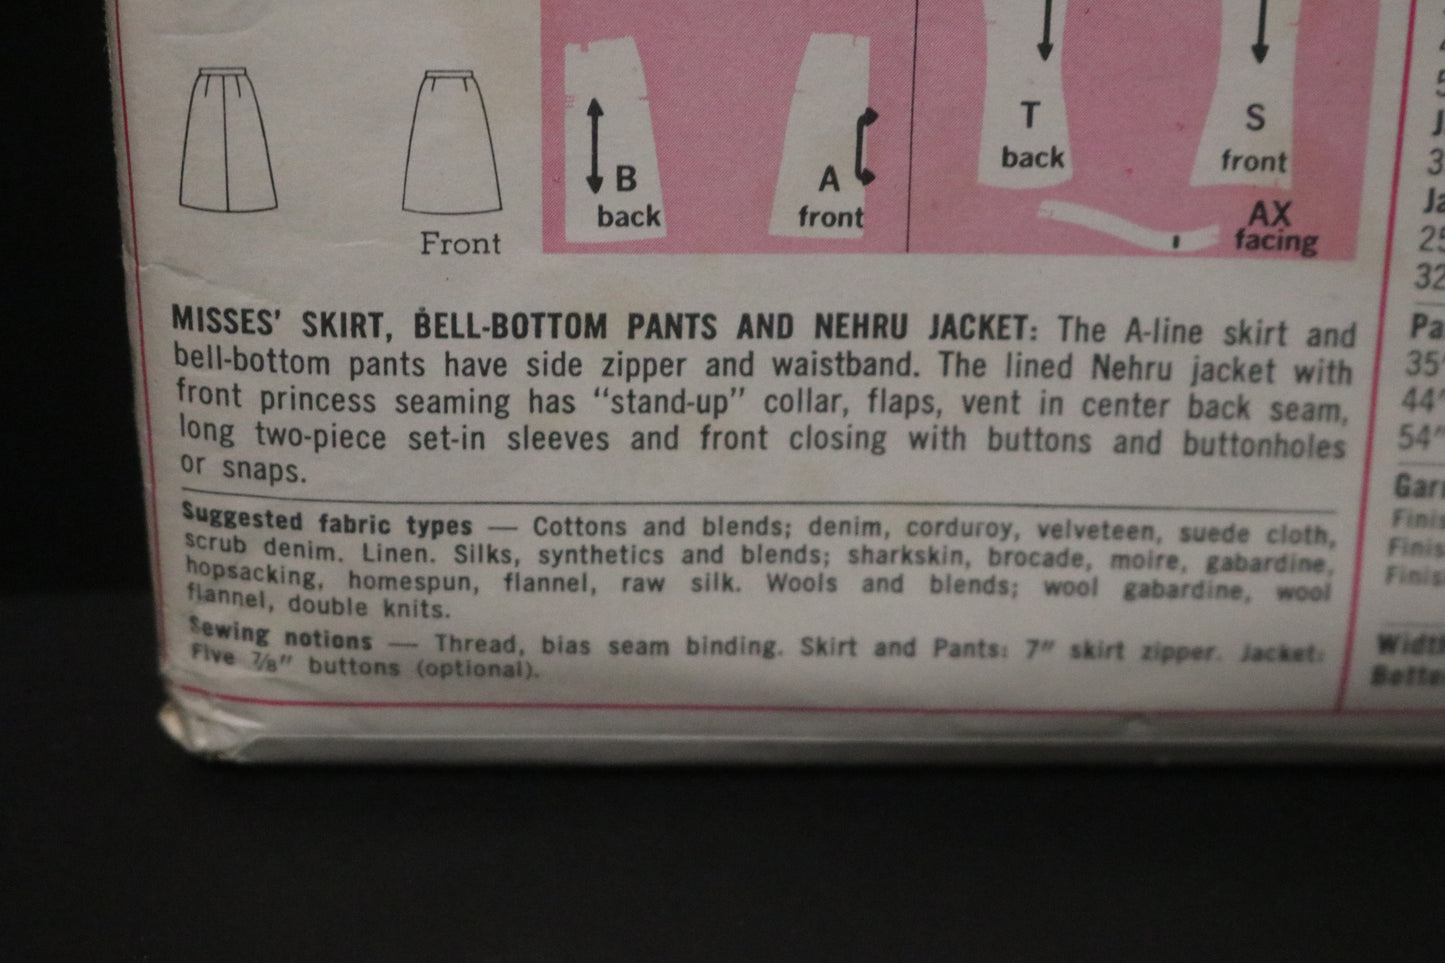 T
back
S
front
B
back
A
front
AX
facing
Front
MISSES' SKIRT, BELL-BOTTOM PANTS AND NEHRU JACKET: The A-line skirt and
bell-bottom pants have side zipper and waistband. The lined Nehru jacket with
front princess seaming has "stand-up" collar, flaps, vent in center back seam,
long two-piece set-in sleeves and front closing with buttons and buttonholes
or snaps.
Suggested fabric types — Cottons and blends; denim, corduroy, velveteen, suede cloth,
scrub denim. Linen. Silks, synthetics and blends; sharkskin, brocade, moire, gabardine,
hopsacking, homespun, flannel, raw silk. Wools and blends; wool gabardine, wool
flannel, double knits.
Sewing notions — Thread, bias seam binding. Skirt and Pants: 7" skirt zipper. Jacket:
Five 7/8" buttons (optional).
32
35"
44"
54"